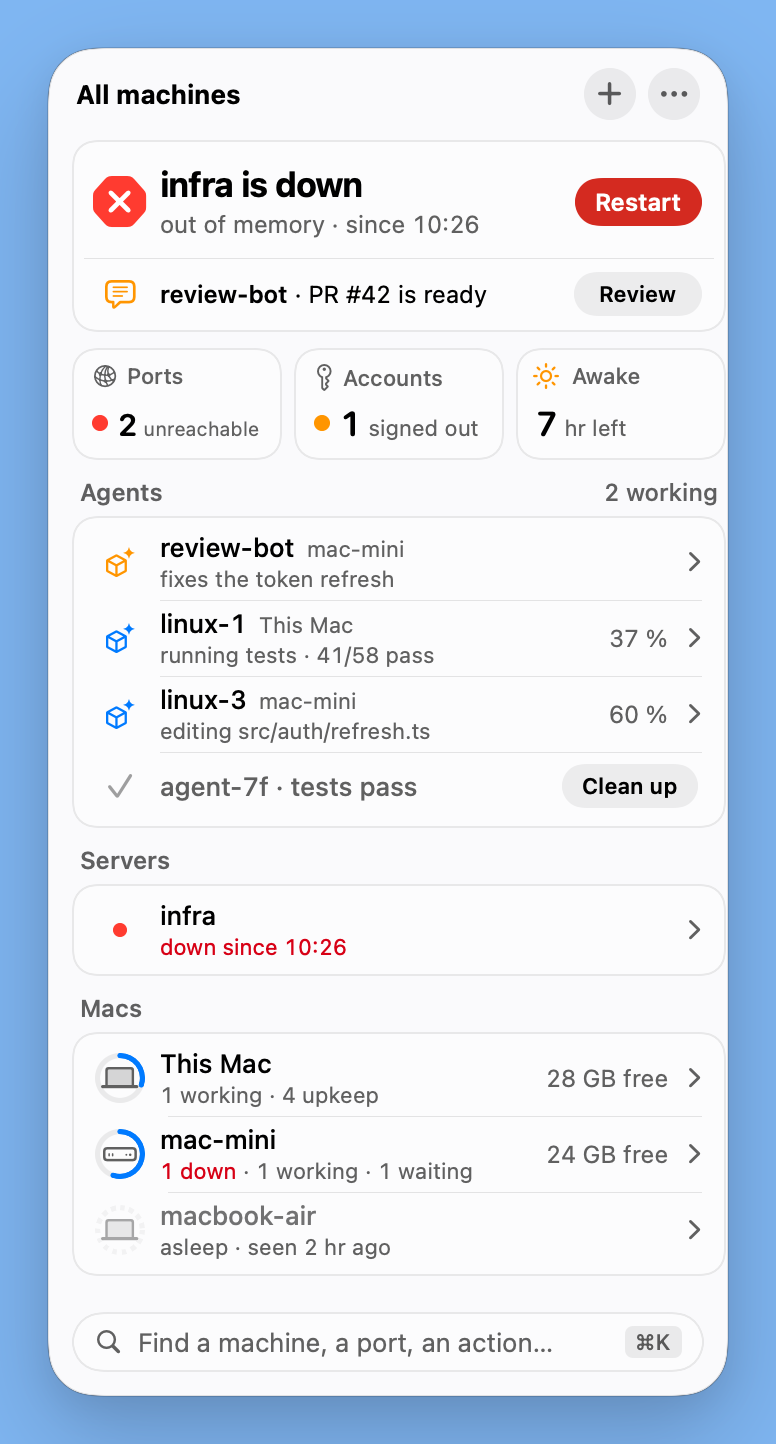 All machines
infra is down
out of memory · since 10:26
Restart
review-bot · PR #42 is ready
Review
Ports
2 unreachable
Accounts
1 signed out
Awake
7 hr left
Agents
2 working
review-bot mac-mini
fixes the token refresh
linux-1 This Mac
running tests · 41/58 pass
37 %
linux-3 mac-mini
editing src/auth/refresh.ts
60 %
agent-7f · tests pass
Clean up
Servers
infra
down since 10:26
Macs
This Mac
1 working · 4 upkeep
28 GB free
mac-mini
1 down · 1 working · 1 waiting
24 GB free
macbook-air
asleep · seen 2 hr ago
Find a machine, a port, an action...
⌘K